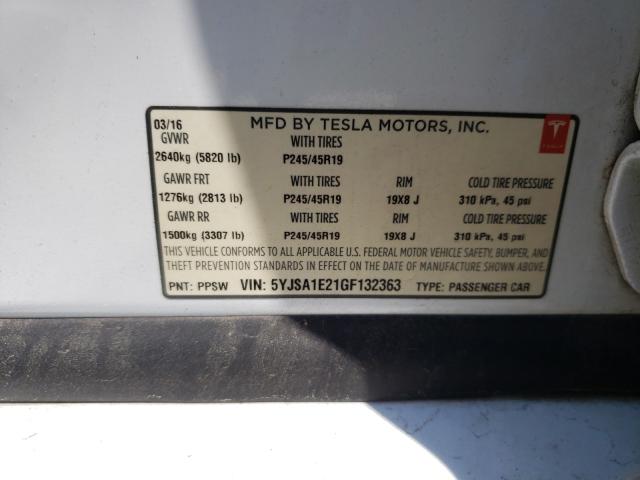 03/16 MFD BY TESLA MOTORS, INC.
GVWR WITH TIRES
2640kg (5820 lb) P245/45R19
GAWR FRT WITH TIRES RIM COLD TIRE PRESSURE
1276kg (2813 lb) P245/45R19 19X8 J 310 kPa, 45 psi
GAWR RR WITH TIRES RIM COLD TIRE PRESSURE
1500kg (3307 lb) P245/45R19 19X8 J 310 kPa, 45 psi
THIS VEHICLE CONFORMS TO ALL APPLICABLE U.S. FEDERAL MOTOR VEHICLE SAFETY, BUMPER, AND
THEFT PREVENTION STANDARDS IN EFFECT ON THE DATE OF MANUFACTURE SHOWN ABOVE.
PNT: PPSW VIN: 5YJSA1E21GF132363 TYPE: PASSENGER CAR
TESLA